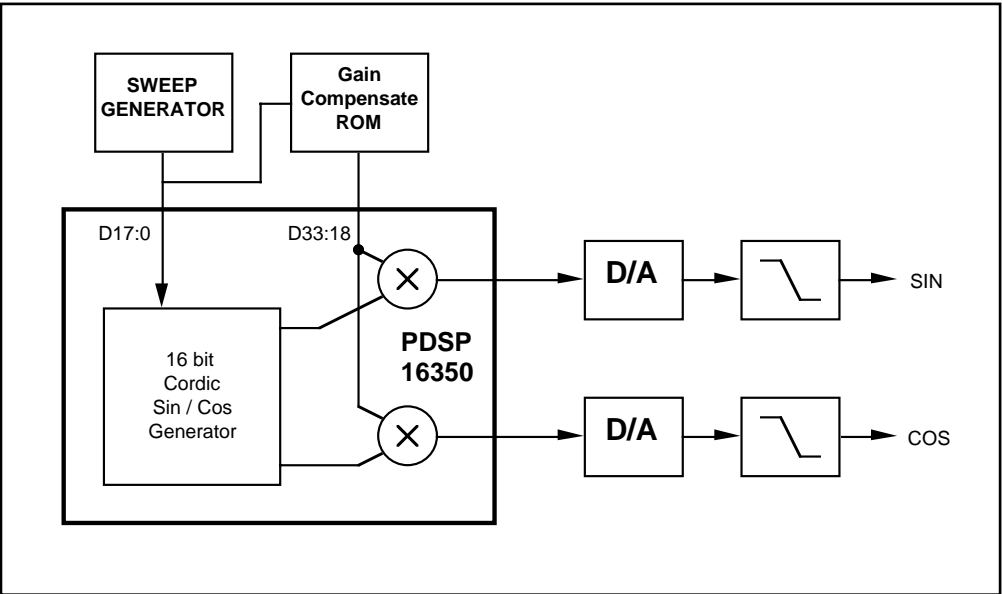 SWEEP
GENERATOR
Gain
Compensate
ROM
D17:0
D33:18
16 bit
Cordic
Sin / Cos
Generator
PDSP
16350
D/A
SIN
D/A
COS